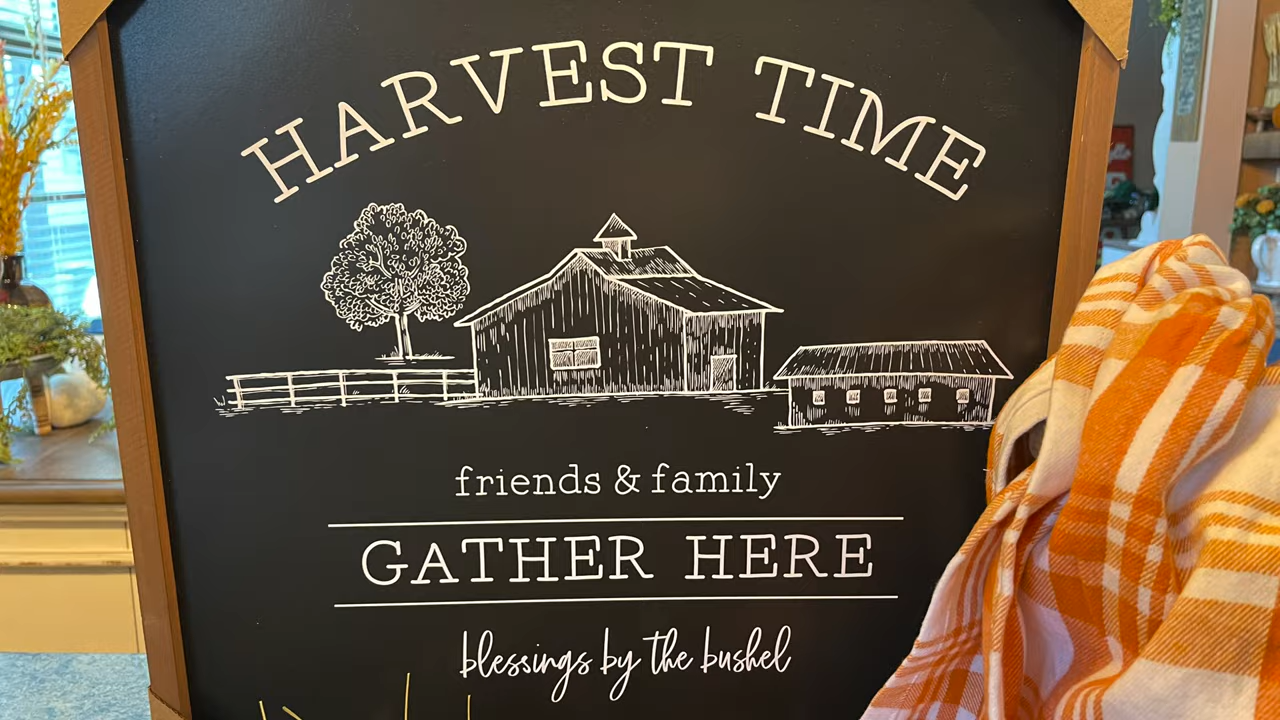 HARVEST TIME
friends & family
GATHER HERE
blessings by the bushel